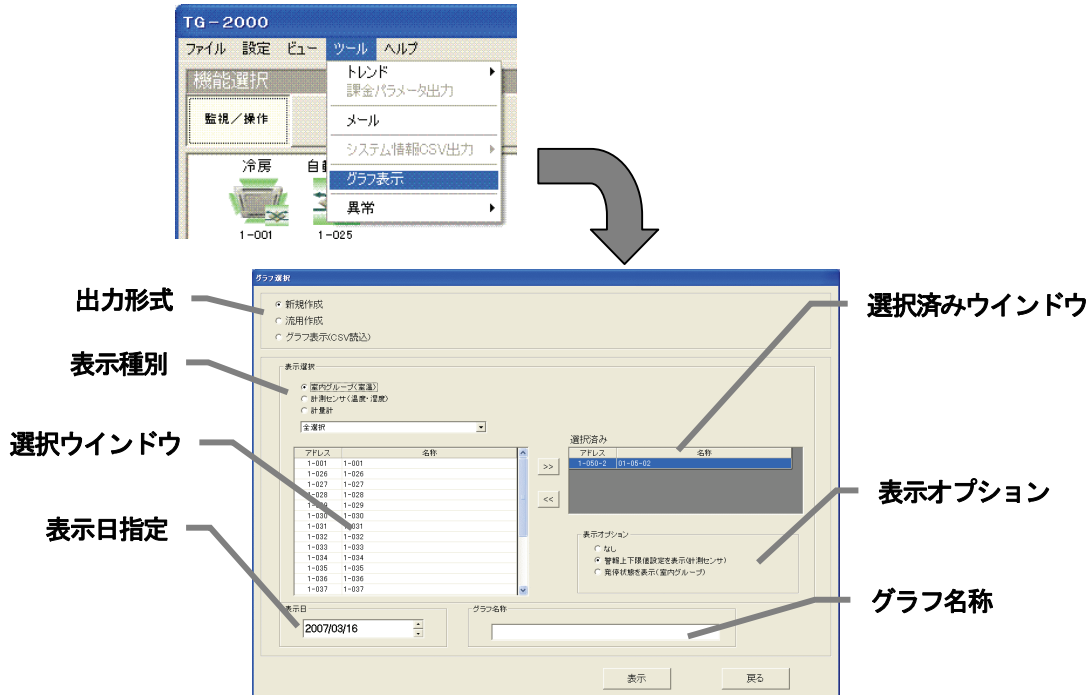 TG-2000
ファイル 設定 ビュー ツール ヘルプ
機能選択
監視/操作
トレンド
課金パラメータ出力
メール
システム情報CSV出力
グラフ表示
異常
冷房
1-001
1-025
グラフ選択
出力形式
新規作成
流用作成
グラフ表示(CSV読込)
選択済みウインドウ
表示種別
表示選択
室内グループ(室温)
計測センサ(温度・湿度)
計量計
全選択
選択ウインドウ
アドレス 名称
1-001 1-001
1-026 1-026
1-027 1-027
1-028 1-028
1-029 1-029
1-030 1-030
1-031 1-031
1-032 1-032
1-033 1-033
1-034 1-034
1-035 1-035
1-036 1-036
1-037 1-037
>>
<<
選択済み
アドレス 名称
1-050-2 01-05-02
表示オプション
表示オプション
なし
警報上下限値設定を表示(計測センサ)
発停状態を表示(室内グループ)
表示日指定
表示日
2007/03/16
グラフ名称
グラフ名称
表示
戻る